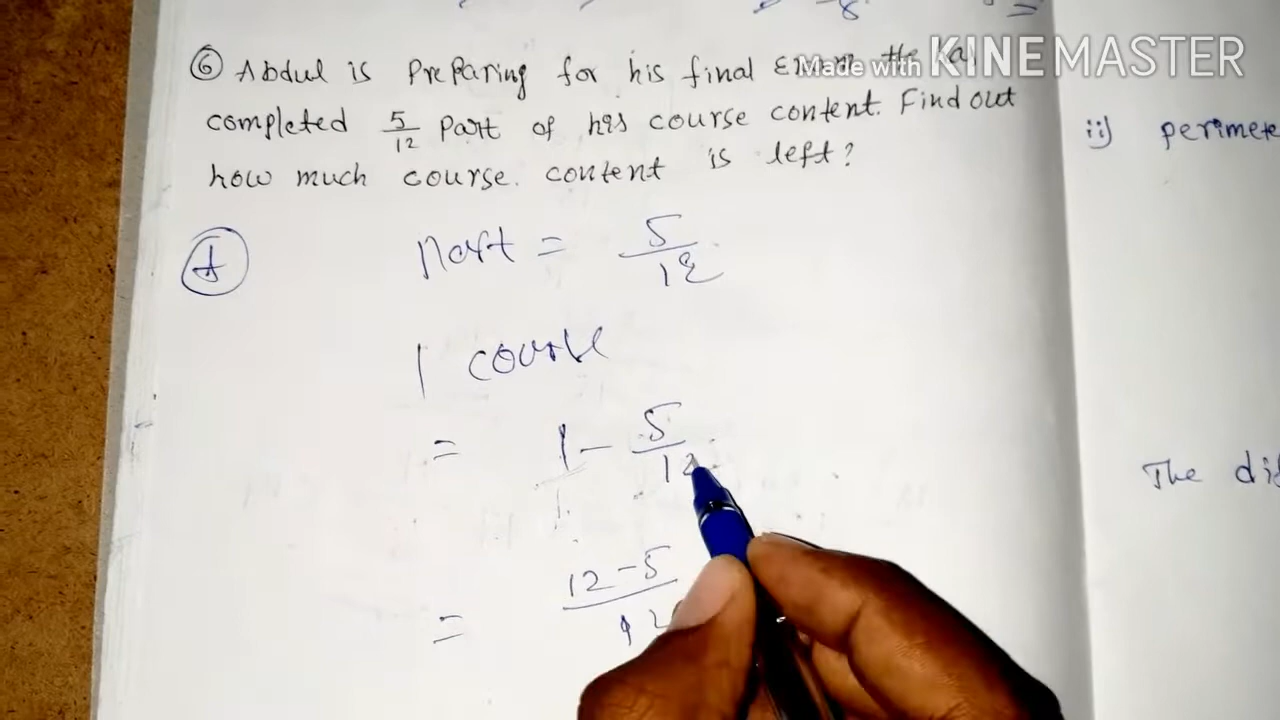 ⑥ Abdul is Preparing for his final
Made with KINEMASTER
completed 5/12 Part of his course content. Find out
how much course. content is left?
ii) perimete
A
Part = 5/12
1 course
= 1/1 - 5/12
The di
= 12-5/12